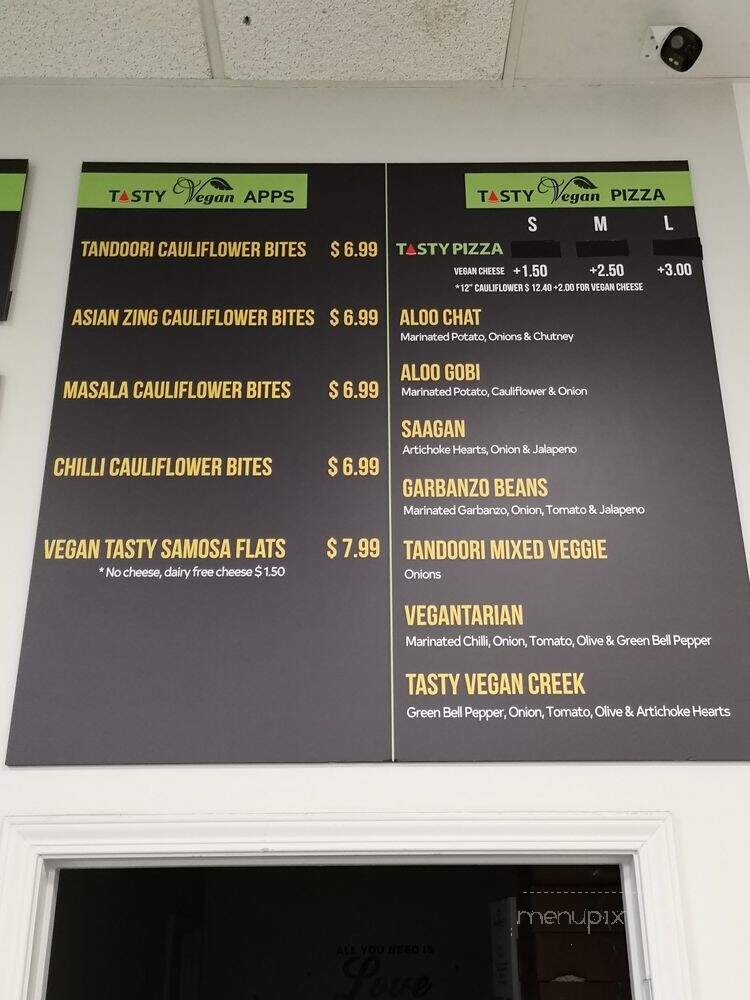 TASTY Vegan APPS
TANDOORI CAULIFLOWER BITES $ 6.99
ASIAN ZING CAULIFLOWER BITES $ 6.99
MASALA CAULIFLOWER BITES $ 6.99
CHILLI CAULIFLOWER BITES $ 6.99
VEGAN TASTY SAMOSA FLATS $ 7.99
* No cheese, dairy free cheese $ 1.50
TASTY Vegan PIZZA
S M L
TASTY PIZZA
VEGAN CHEESE +1.50 +2.50 +3.00
*12" CAULIFLOWER $ 12.40 +2.00 FOR VEGAN CHEESE
ALOO CHAT
Marinated Potato, Onions & Chutney
ALOO GOBI
Marinated Potato, Cauliflower & Onion
SAAGAN
Artichoke Hearts, Onion & Jalapeno
GARBANZO BEANS
Marinated Garbanzo, Onion, Tomato & Jalapeno
TANDOORI MIXED VEGGIE
Onions
VEGANTARIAN
Marinated Chilli, Onion, Tomato, Olive & Green Bell Pepper
TASTY VEGAN CREEK
Green Bell Pepper, Onion, Tomato, Olive & Artichoke Hearts
menupix
ALL YOU NEED IS
Love